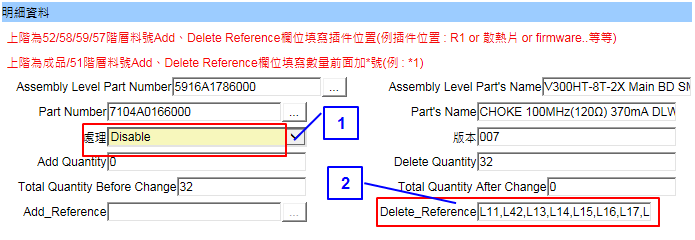 明細資料
上階為52/58/59/57階層料號Add、Delete Reference欄位填寫插件位置(例插件位置 : R1 or 散熱片 or firmware..等等)
上階為成品/51階層料號Add、Delete Reference欄位填寫數量前面加*號(例 : *1)
Assembly Level Part Number 5916A1786000 ... Assembly Level Part's Name V300HT-8T-2X Main BD SM
Part Number 7104A0166000 ... Part's Name CHOKE 100MHz(120Ω) 370mA DLW
1
處理 Disable 版本 007
Add Quantity 0 Delete Quantity 32
2
Total Quantity Before Change 32 Total Quantity After Change 0
Add_Reference ... Delete_Reference L11,L42,L13,L14,L15,L16,L17,L